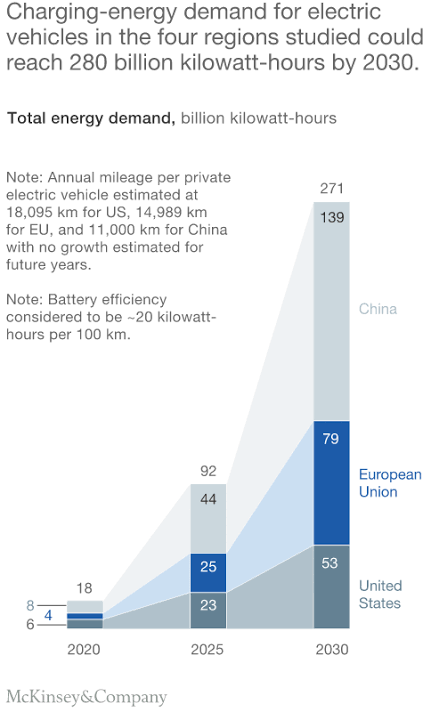 Charging-energy demand for electric
vehicles in the four regions studied could
reach 280 billion kilowatt-hours by 2030.
Total energy demand, billion kilowatt-hours
Note: Annual mileage per private
electric vehicle estimated at
18,095 km for US, 14,989 km
for EU, and 11,000 km for China
with no growth estimated for
future years.
Note: Battery efficiency
considered to be ~20 kilowatt-
hours per 100 km.
271
139
China
79
European
Union
53
United
States
92
44
25
23
18
8
4
6
2020
2025
2030
McKinsey&Company